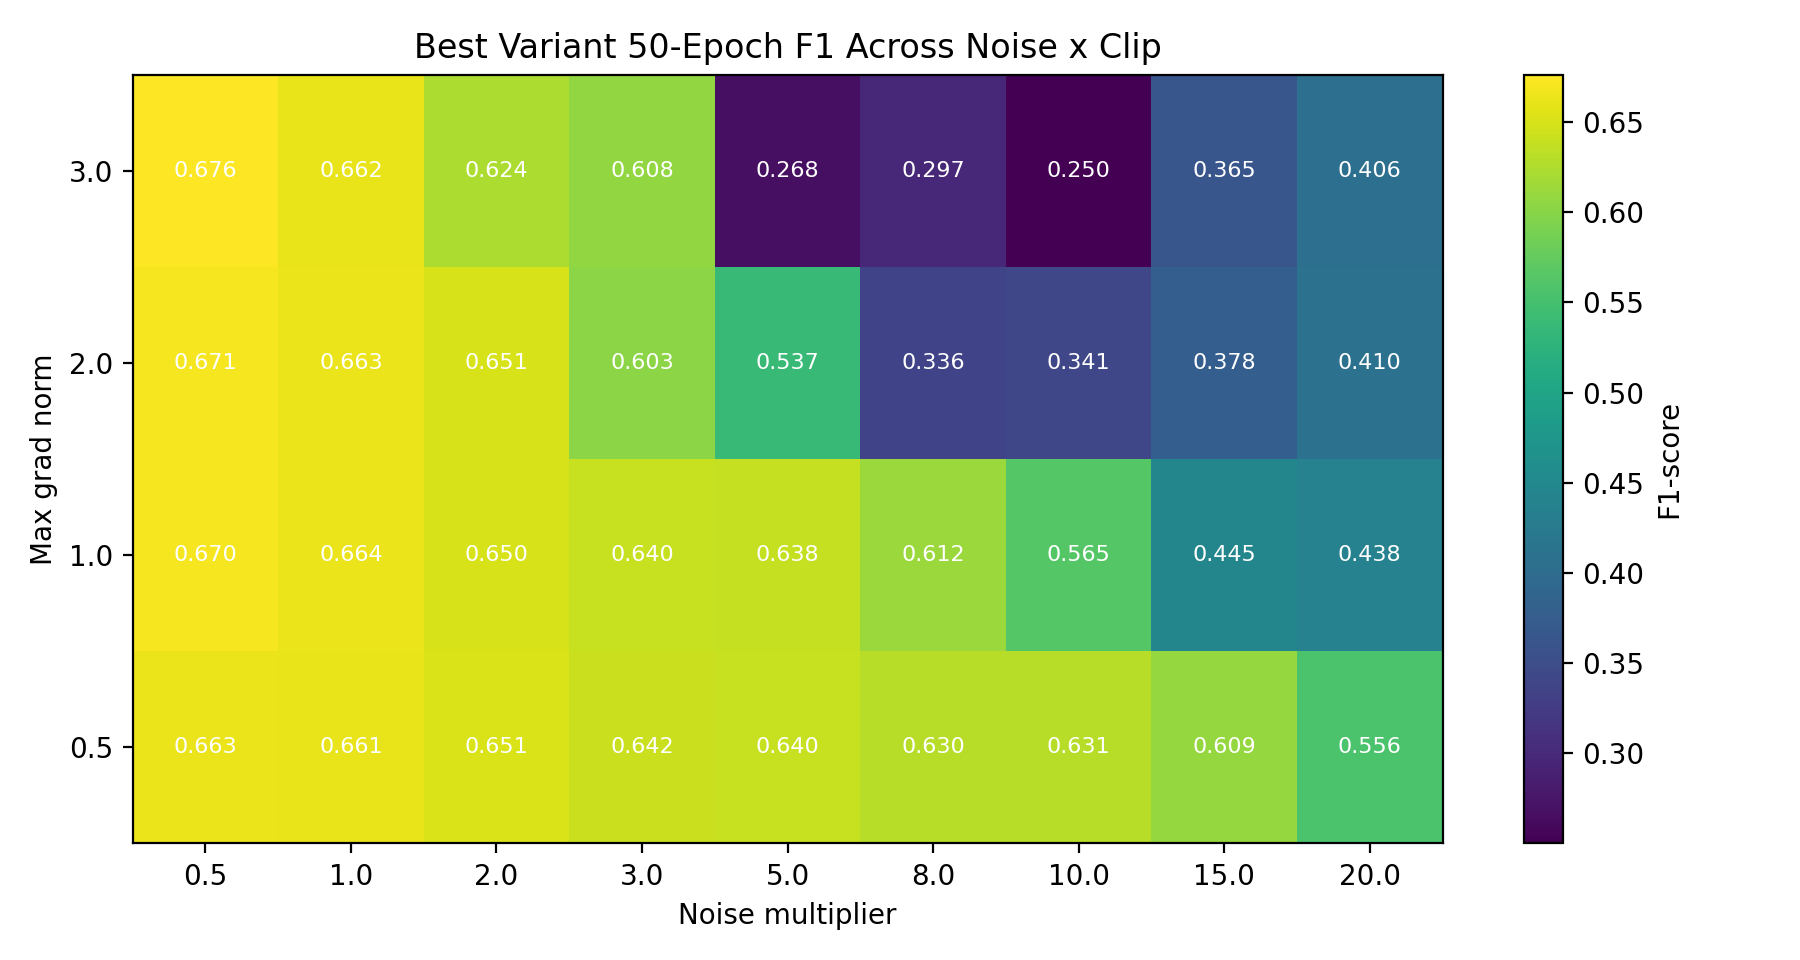 Best Variant 50-Epoch F1 Across Noise x Clip
3.0 0.676 0.662 0.624 0.608 0.268 0.297 0.250 0.365 0.406
2.0 0.671 0.663 0.651 0.603 0.537 0.336 0.341 0.378 0.410
1.0 0.670 0.664 0.650 0.640 0.638 0.612 0.565 0.445 0.438
0.5 0.663 0.661 0.651 0.642 0.640 0.630 0.631 0.609 0.556
0.5 1.0 2.0 3.0 5.0 8.0 10.0 15.0 20.0
Noise multiplier
Max grad norm
0.65
0.60
0.55
0.50
0.45
0.40
0.35
0.30
F1-score